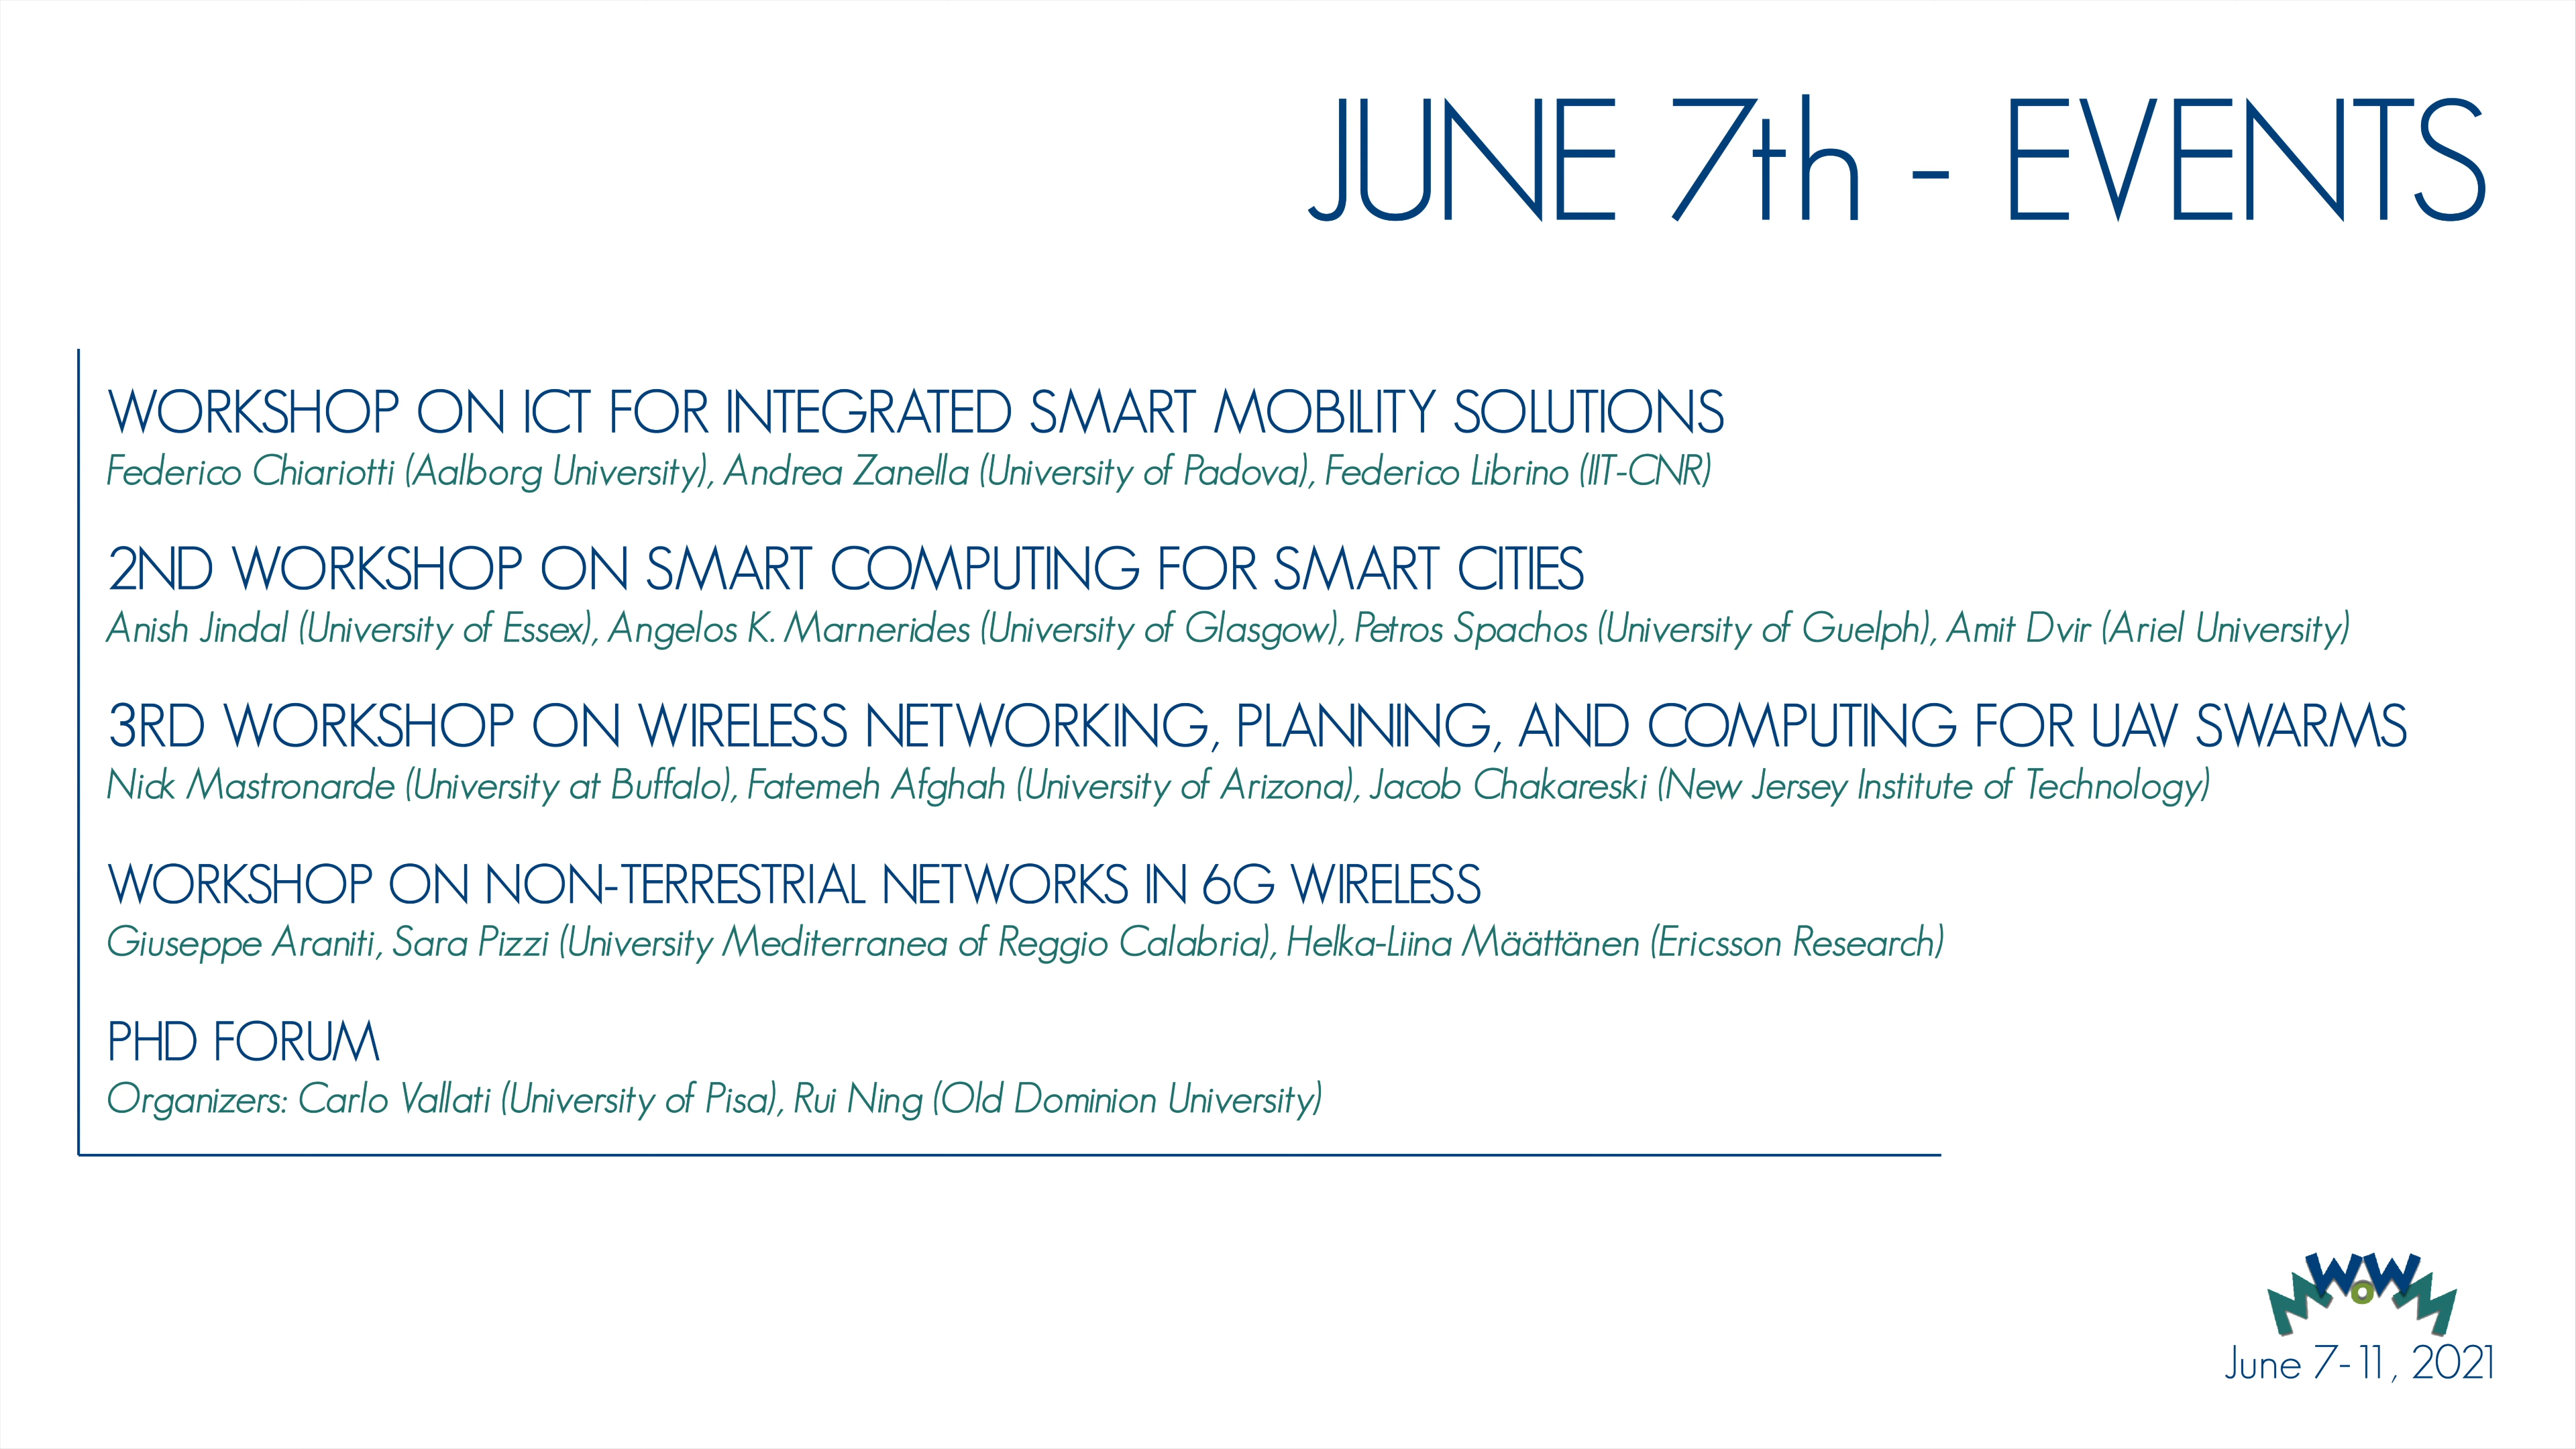 JUNE 7th - EVENTS
WORKSHOP ON ICT FOR INTEGRATED SMART MOBILITY SOLUTIONS
Federico Chiariotti (Aalborg University), Andrea Zanella (University of Padova), Federico Librino (IIT-CNR)
2ND WORKSHOP ON SMART COMPUTING FOR SMART CITIES
Anish Jindal (University of Essex), Angelos K. Marnerides (University of Glasgow), Petros Spachos (University of Guelph), Amit Dvir (Ariel University)
3RD WORKSHOP ON WIRELESS NETWORKING, PLANNING, AND COMPUTING FOR UAV SWARMS
Nick Mastronarde (University at Buffalo), Fatemeh Afghah (University of Arizona), Jacob Chakareski (New Jersey Institute of Technology)
WORKSHOP ON NON-TERRESTRIAL NETWORKS IN 6G WIRELESS
Giuseppe Araniti, Sara Pizzi (University Mediterranea of Reggio Calabria), Helka-Liina Määttänen (Ericsson Research)
PHD FORUM
Organizers: Carlo Vallati (University of Pisa), Rui Ning (Old Dominion University)
WoWMoM
June 7-11, 2021